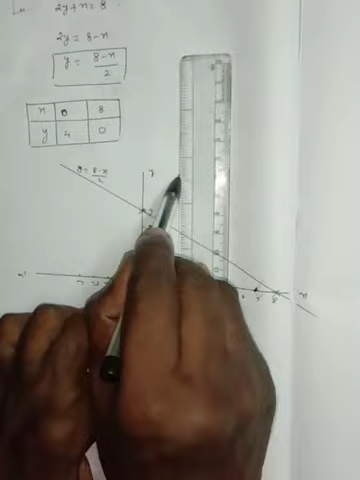 2y + x = 8
2y = 8 - x
y = 8 - x / 2
x 0 8
y 4 0
y = 8 - x / 2
y
x' x